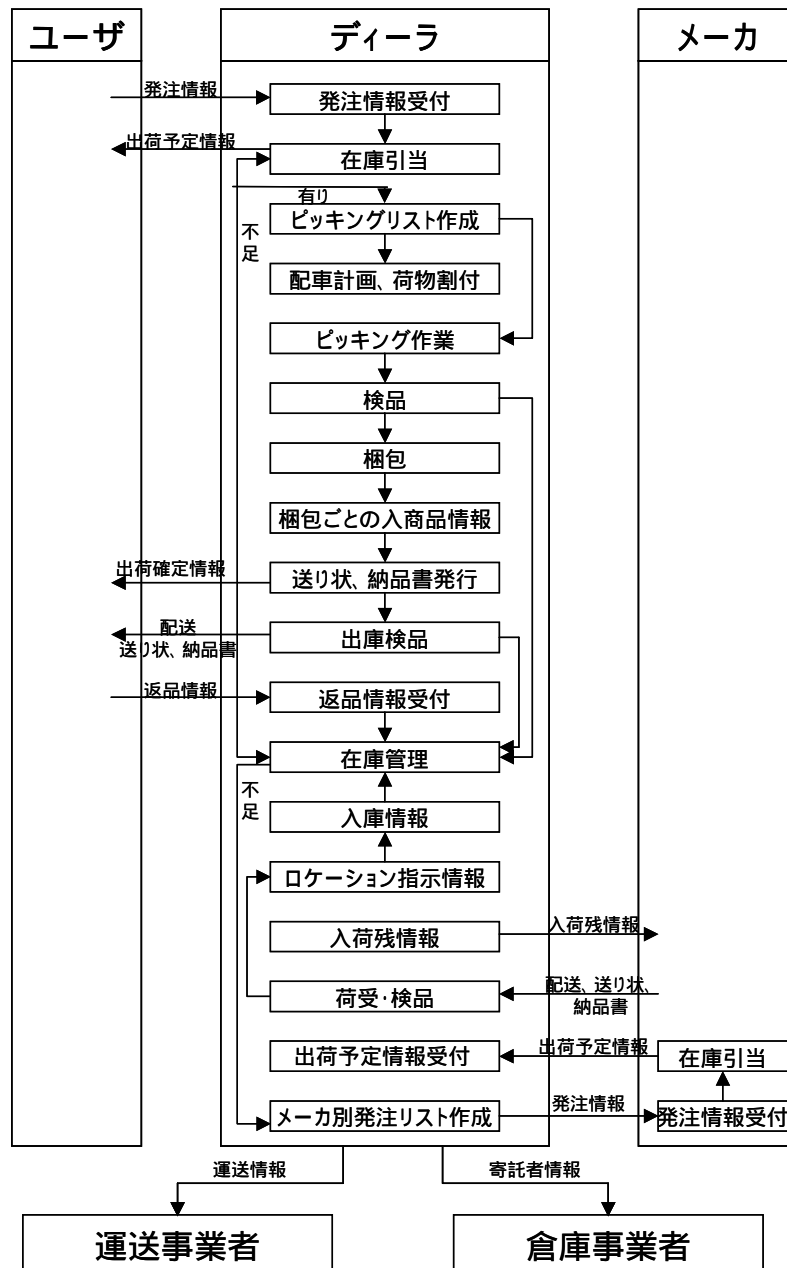 ユーザ
ディーラ
メーカ
発注情報
発注情報受付
出荷予定情報
在庫引当
有り
不足
ピッキングリスト作成
配車計画、荷物割付
ピッキング作業
検品
梱包
梱包ごとの入商品情報
出荷確定情報
送り状、納品書発行
配送
送り状、納品書
出庫検品
返品情報
返品情報受付
在庫管理
不足
入庫情報
ロケーション指示情報
入荷残情報
入荷残情報
荷受・検品
配送、送り状、
納品書
出荷予定情報受付
出荷予定情報
在庫引当
メーカ別発注リスト作成
発注情報
発注情報受付
運送情報
寄託者情報
運送事業者
倉庫事業者